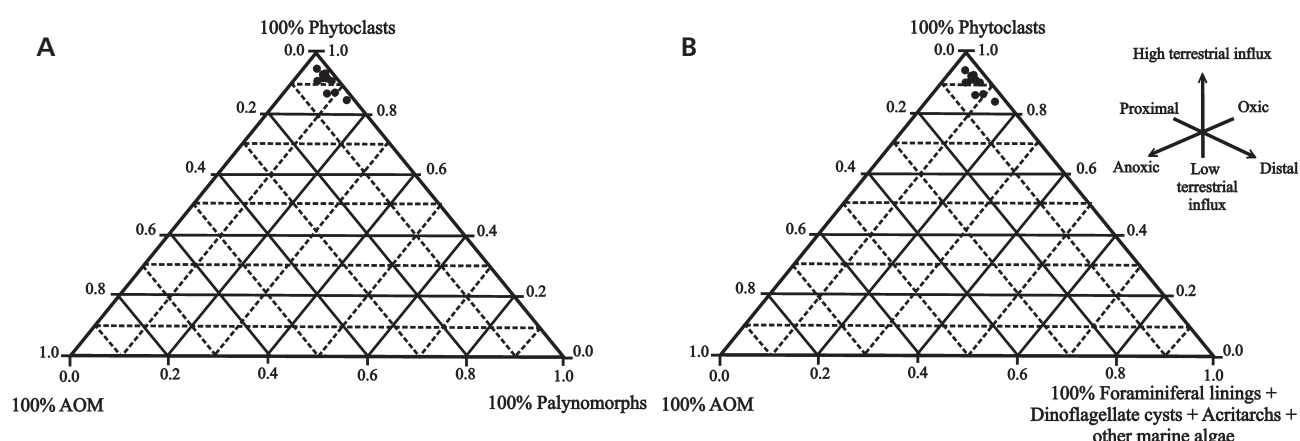 A
100% Phytoclasts
0.0 1.0
0.2 0.8
0.4 0.6
0.6 0.4
0.8 0.2
1.0 0.0
0.0 0.2 0.4 0.6 0.8 1.0
100% AOM 100% Palynomorphs
B
100% Phytoclasts
0.0 1.0
0.2 0.8
0.4 0.6
0.6 0.4
0.8 0.2
1.0 0.0
0.0 0.2 0.4 0.6 0.8 1.0
100% AOM
100% Foraminiferal linings +
Dinoflagellate cysts + Acritarchs +
other marine algae
High terrestrial influx
Proximal Oxic
Anoxic Distal
Low
terrestrial
influx